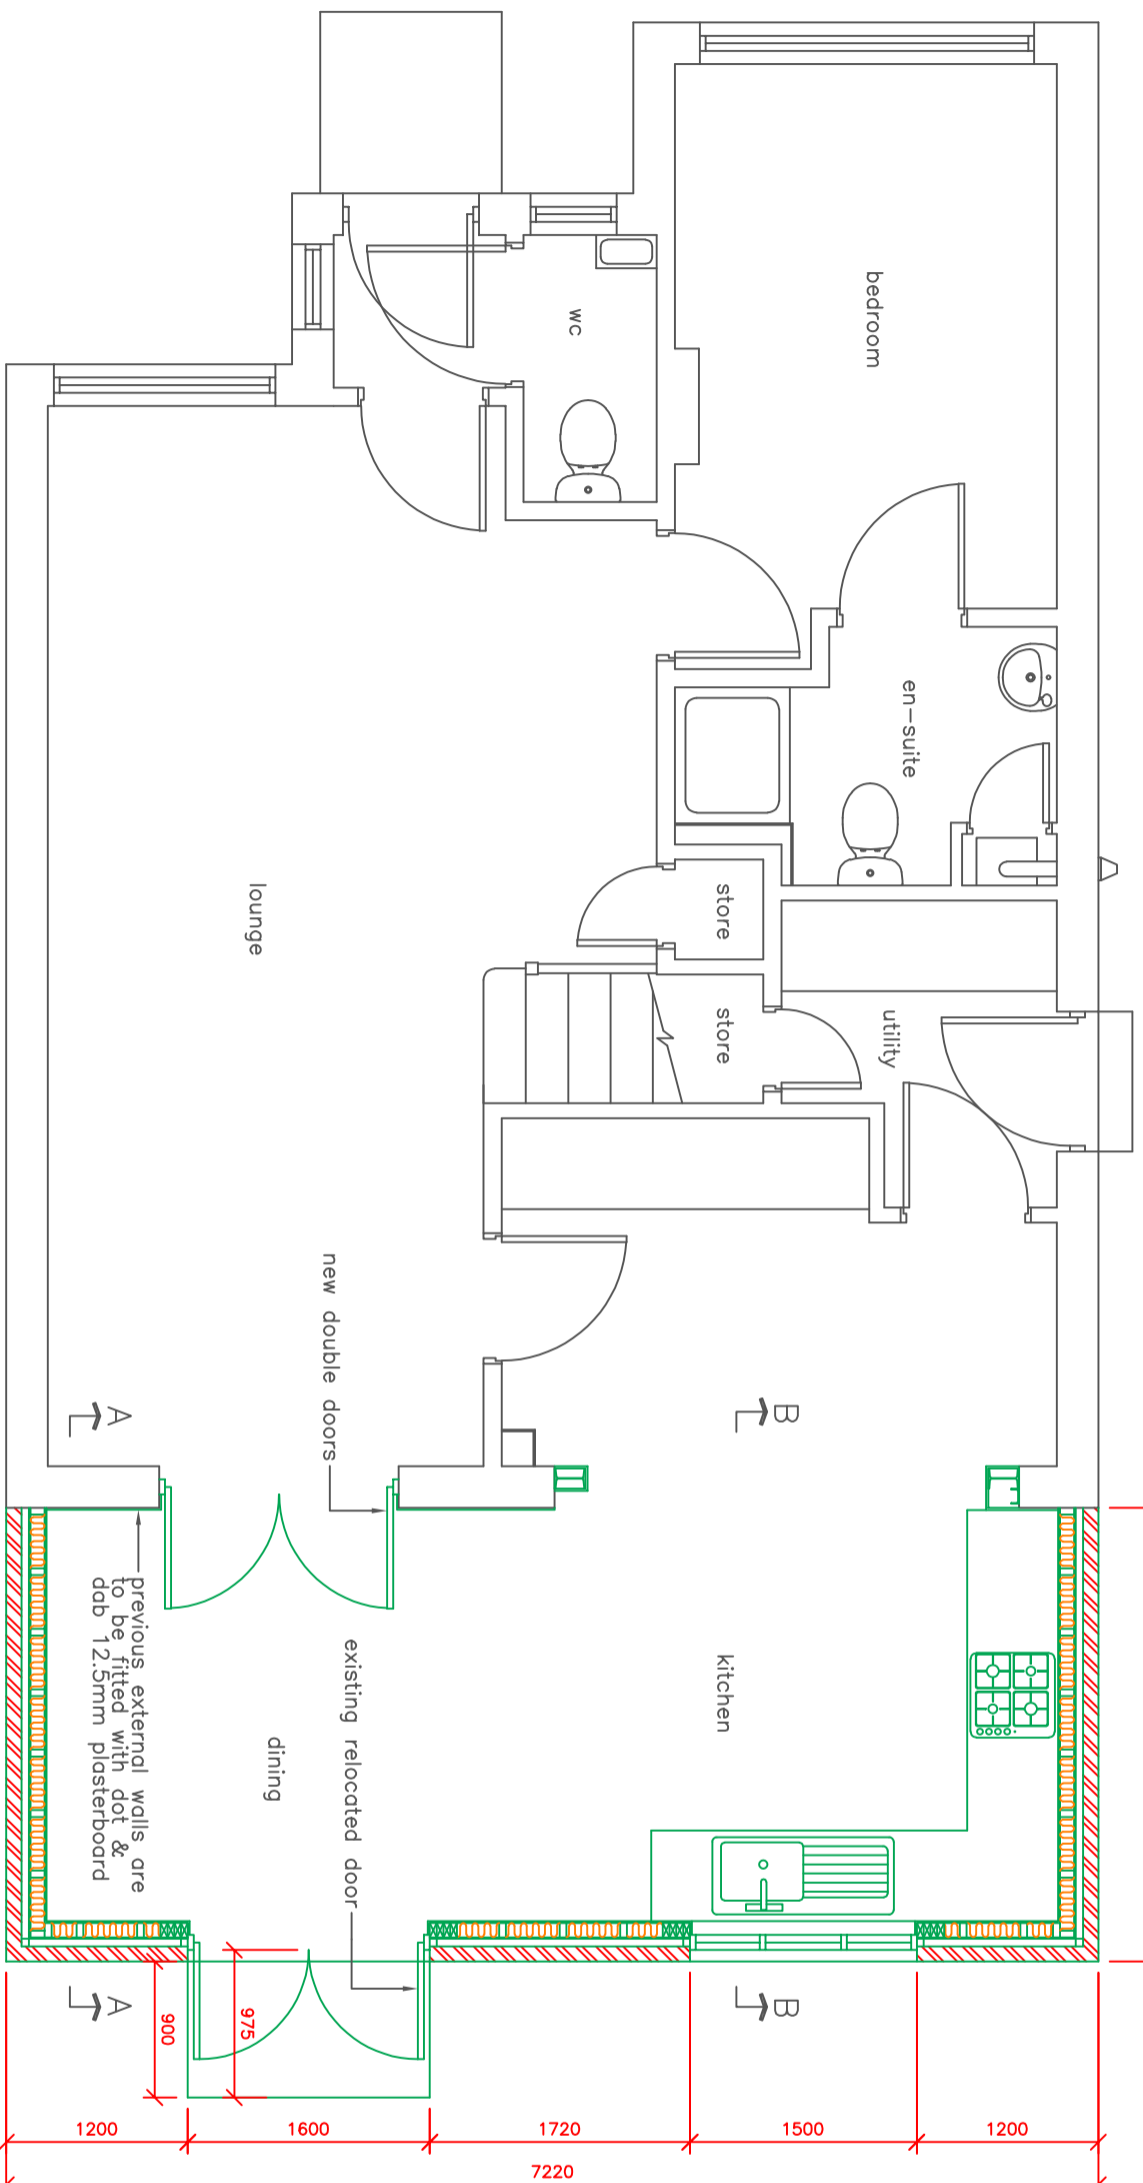 bedroom
wc
en-suite
store
store
utility
lounge
new double doors
B
A
kitchen
existing relocated door
dining
previous external walls are
to be fitted with dot &
dab 12.5mm plasterboard
B
A
975
900
1200
1600
1720
1500
1200
7220